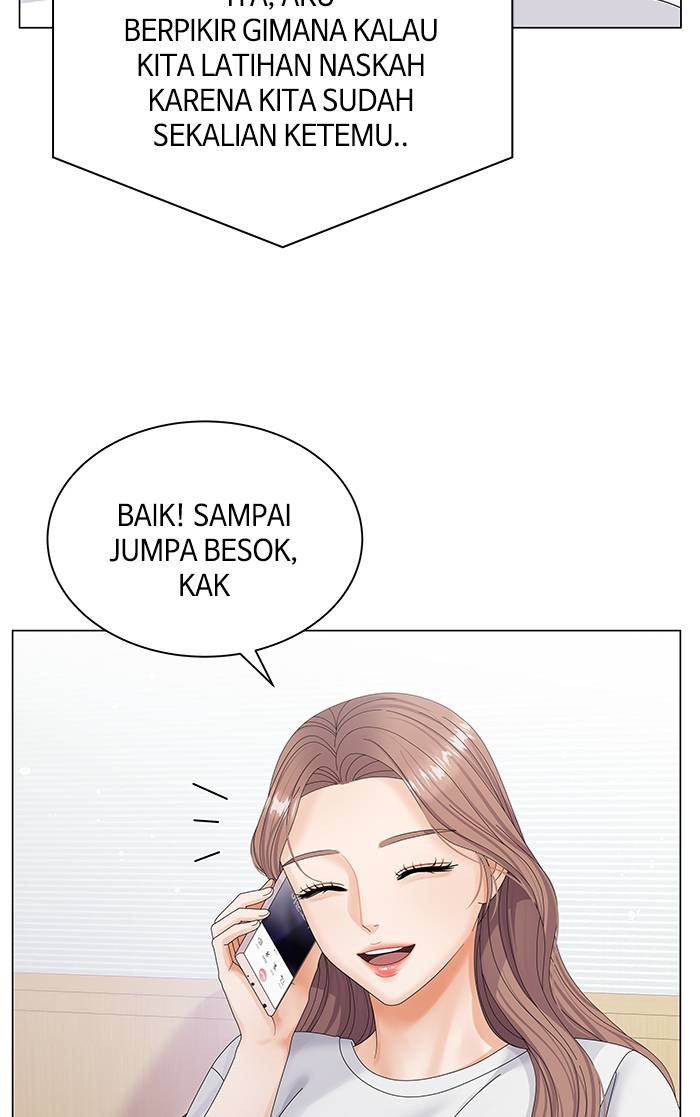 BERPIKIR GIMANA KALAU
KITA LATIHAN NASKAH
KARENA KITA SUDAH
SEKALIAN KETEMU..
BAIK! SAMPAI
JUMPA BESOK,
KAK